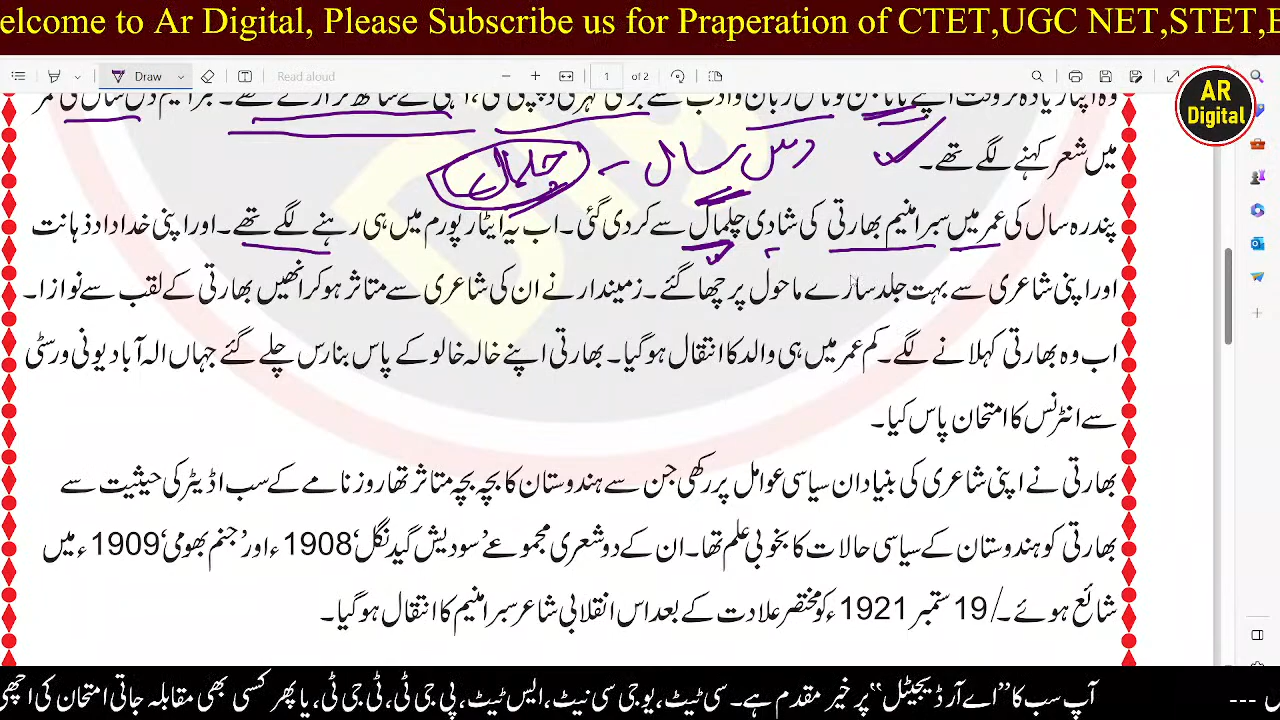 elcome to Ar Digital, Please Subscribe us for Praperation of CTET,UGC NET,STET,E
Draw
Read aloud
1
of 2
AR
Digital
میں شعر کہنے لگے تھے۔
دس سال - چلمال
پندرہ سال کی عمر میں سبرامنیم بھارتی کی شادی چلمال سے کردی گئی۔ اب یہ ایٹارپورم میں ہی رہنے لگے تھے۔ اور اپنی خداداد ذہانت
اور اپنی شاعری سے بہت جلد سارے ماحول پر چھا گئے۔ زمیندار نے ان کی شاعری سے متاثر ہوکر انھیں بھارتی کے لقب سے نوازا۔
اب وہ بھارتی کہلانے لگے۔ کم عمر میں ہی والد کا انتقال ہوگیا۔ بھارتی اپنے خالہ خالو کے پاس بنارس چلے گئے جہاں الہ آباد یونی ورسٹی
سے انٹرنس کا امتحان پاس کیا۔
بھارتی نے اپنی شاعری کی بنیاد ان سیاسی عوامل پر رکھی جن سے ہندوستان کا بچہ بچہ متاثر تھا روزنامے کے سب اڈیٹر کی حیثیت سے
بھارتی کو ہندوستان کے سیاسی حالات کا بخوبی علم تھا۔ ان کے دو شعری مجموعے ’سودیش گیدنگل‘ 1908ء اور ’جنم بھومی‘ 1909ء میں
شائع ہوئے۔ /19 ستمبر 1921ء کو مختصر علادت کے بعد اس انقلابی شاعر سبرامنیم کا انتقال ہوگیا۔
آپ سب کا ”اے آر ڈیجیٹل“ پر خیر مقدم ہے۔ سی ٹیٹ، یو جی سی نیٹ، ایس ٹیٹ، پی جی ٹی، ٹی جی ٹی، یا پھر کسی بھی مقابلہ جاتی امتحان کی اچھی